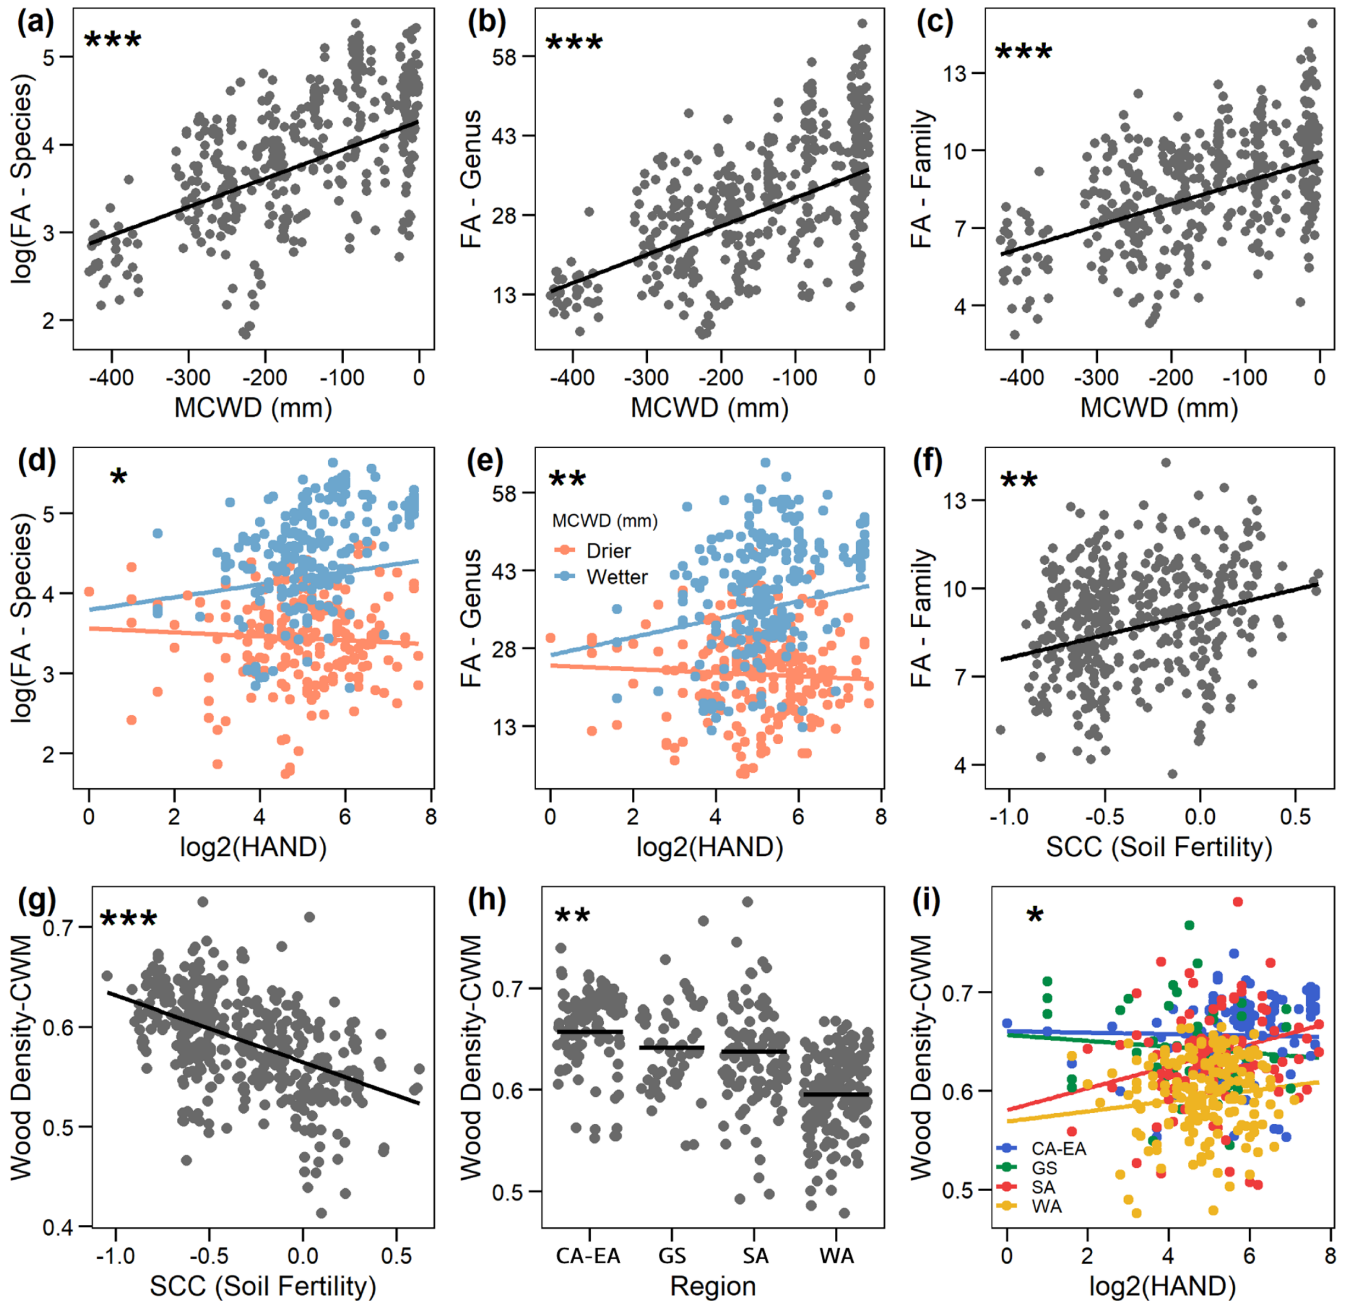 (a)
***
log(FA - Species)
5
4
3
2
-400 -300 -200 -100 0
MCWD (mm)
(b)
***
FA - Genus
58
43
28
13
-400 -300 -200 -100 0
MCWD (mm)
(c)
***
FA - Family
13
10
7
4
-400 -300 -200 -100 0
MCWD (mm)
(d)
*
log(FA - Species)
5
4
3
2
0 2 4 6 8
log2(HAND)
(e)
**
MCWD (mm)
Drier
Wetter
FA - Genus
58
43
28
13
0 2 4 6 8
log2(HAND)
(f)
**
FA - Family
13
10
7
4
-1.0 -0.5 0.0 0.5
SCC (Soil Fertility)
(g)
***
Wood Density-CWM
0.7
0.6
0.5
0.4
-1.0 -0.5 0.0 0.5
SCC (Soil Fertility)
(h)
**
Wood Density-CWM
0.7
0.6
0.5
CA-EA GS SA WA
Region
(i)
*
Wood Density-CWM
0.7
0.6
0.5
CA-EA
GS
SA
WA
0 2 4 6 8
log2(HAND)